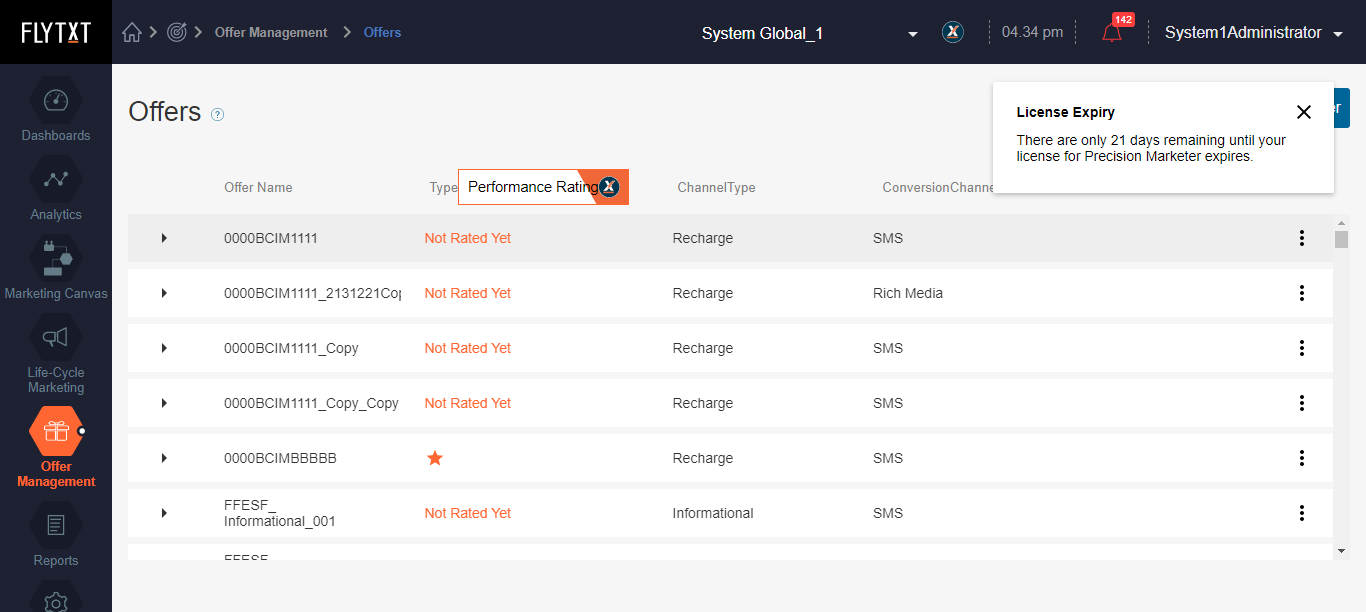 FLYTXT
Offer Management
Offers
System Global_1
04.34 pm
142
System1Administrator
Dashboards
Analytics
Marketing Canvas
Life-Cycle
Marketing
Offer
Management
Reports
Offers ?
License Expiry
There are only 21 days remaining until your
license for Precision Marketer expires.
Offer Name Type Performance Rating X ChannelType ConversionChanne
0000BCIM1111 Not Rated Yet Recharge SMS
0000BCIM1111_2131221Cop Not Rated Yet Recharge Rich Media
0000BCIM1111_Copy Not Rated Yet Recharge SMS
0000BCIM1111_Copy_Copy Not Rated Yet Recharge SMS
0000BCIMBBBBB Recharge SMS
FFESF_
Informational_001 Not Rated Yet Informational SMS
FFESF_